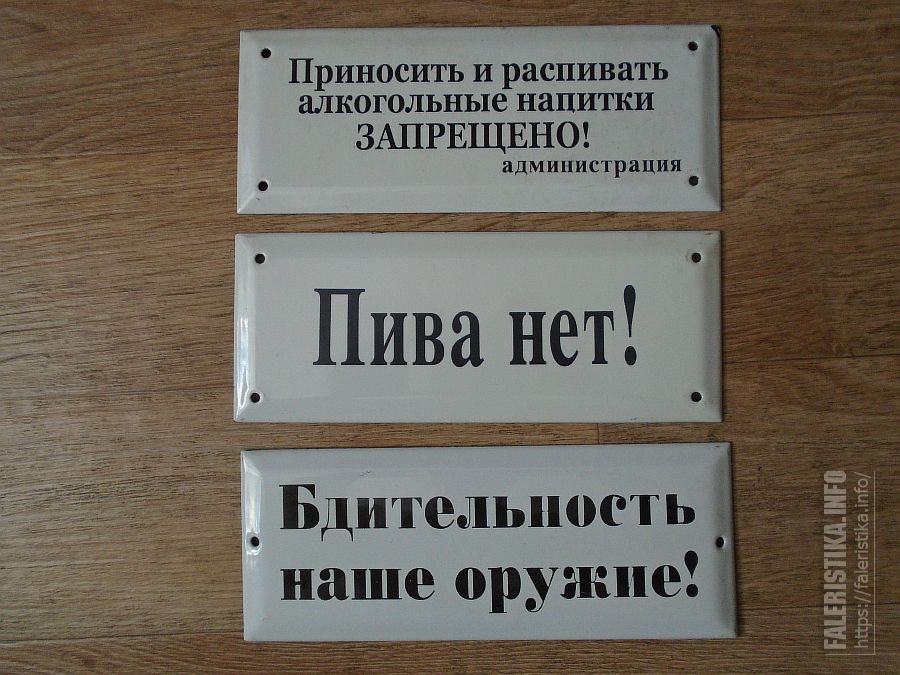 Приносить и распивать
алкогольные напитки
ЗАПРЕЩЕНО!
администрация
Пива нет!
Бдительность
наше оружие!
FALERISTIKA.INFO
https://faleristika.info/